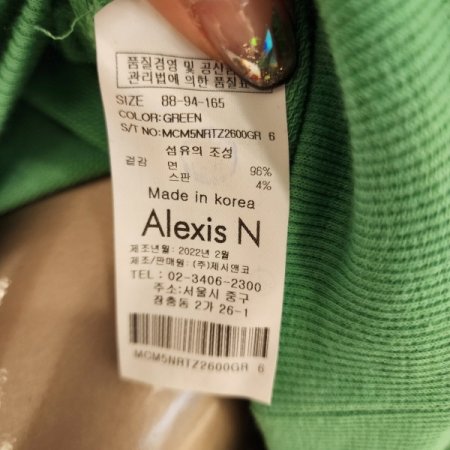 품질경영 및 공산
관리법에 의한 품질표
SIZE 88-94-165
COLOR:GREEN
S/T NO:MCM5NRTZ2600GR 6
섬유의 조성
겉감 면 96%
스판 4%
Made in korea
Alexis N
제조년월: 2022년 2월
제조/판매원: (주)제시앤코
TEL: 02-3406-2300
주소:서울시 중구
장충동 2가 26-1
MCM5NRTZ2600GR 6